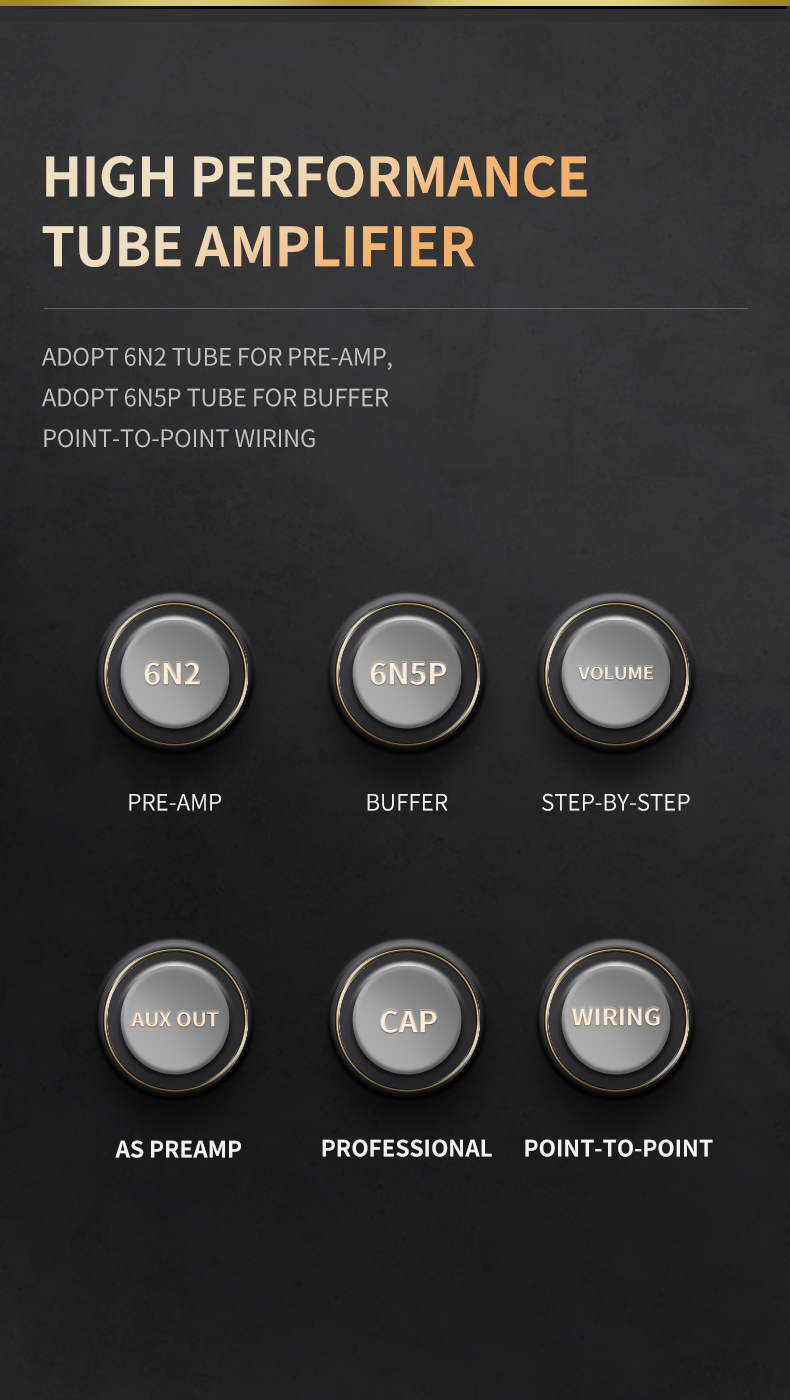 HIGH PERFORMANCE
TUBE AMPLIFIER
ADOPT 6N2 TUBE FOR PRE-AMP,
ADOPT 6N5P TUBE FOR BUFFER
POINT-TO-POINT WIRING
6N2
6N5P
VOLUME
PRE-AMP
BUFFER
STEP-BY-STEP
AUX OUT
CAP
WIRING
AS PREAMP
PROFESSIONAL
POINT-TO-POINT